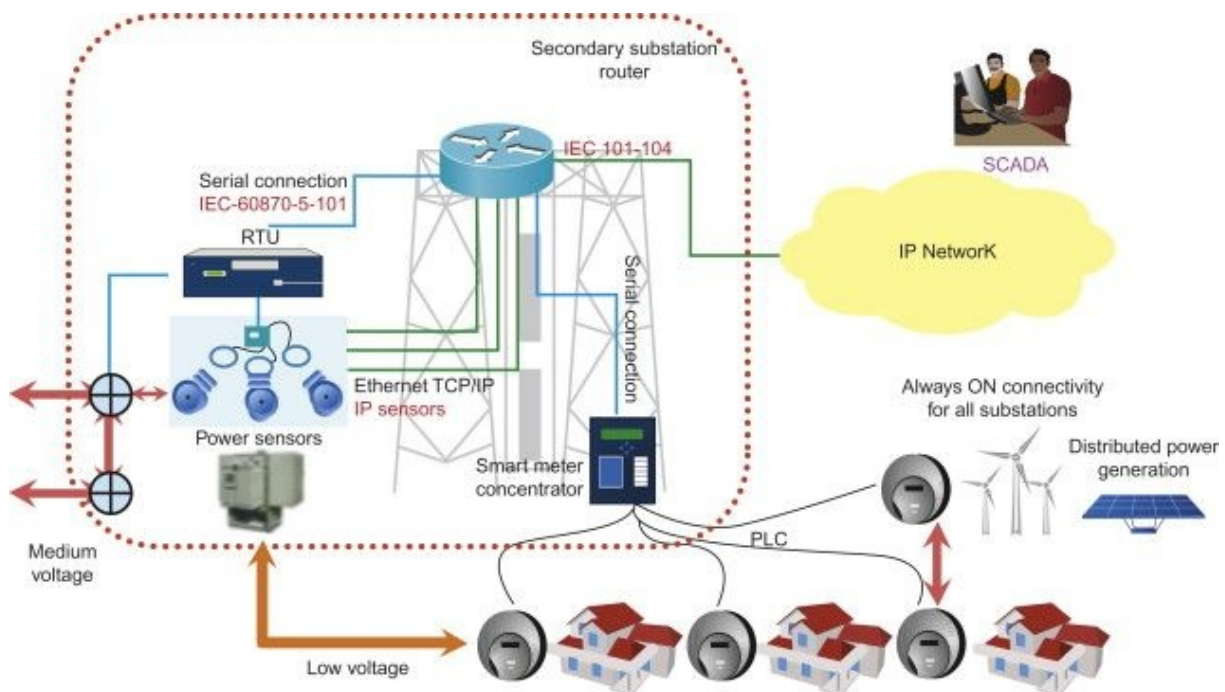 Secondary substation
router
IEC 101-104
SCADA
Serial connection
IEC-60870-5-101
RTU
IP NetworK
Serial connection
Ethernet TCP/IP
IP sensors
Power sensors
Always ON connectivity
for all substations
Distributed power
generation
Smart meter
concentrator
PLC
Medium
voltage
Low voltage